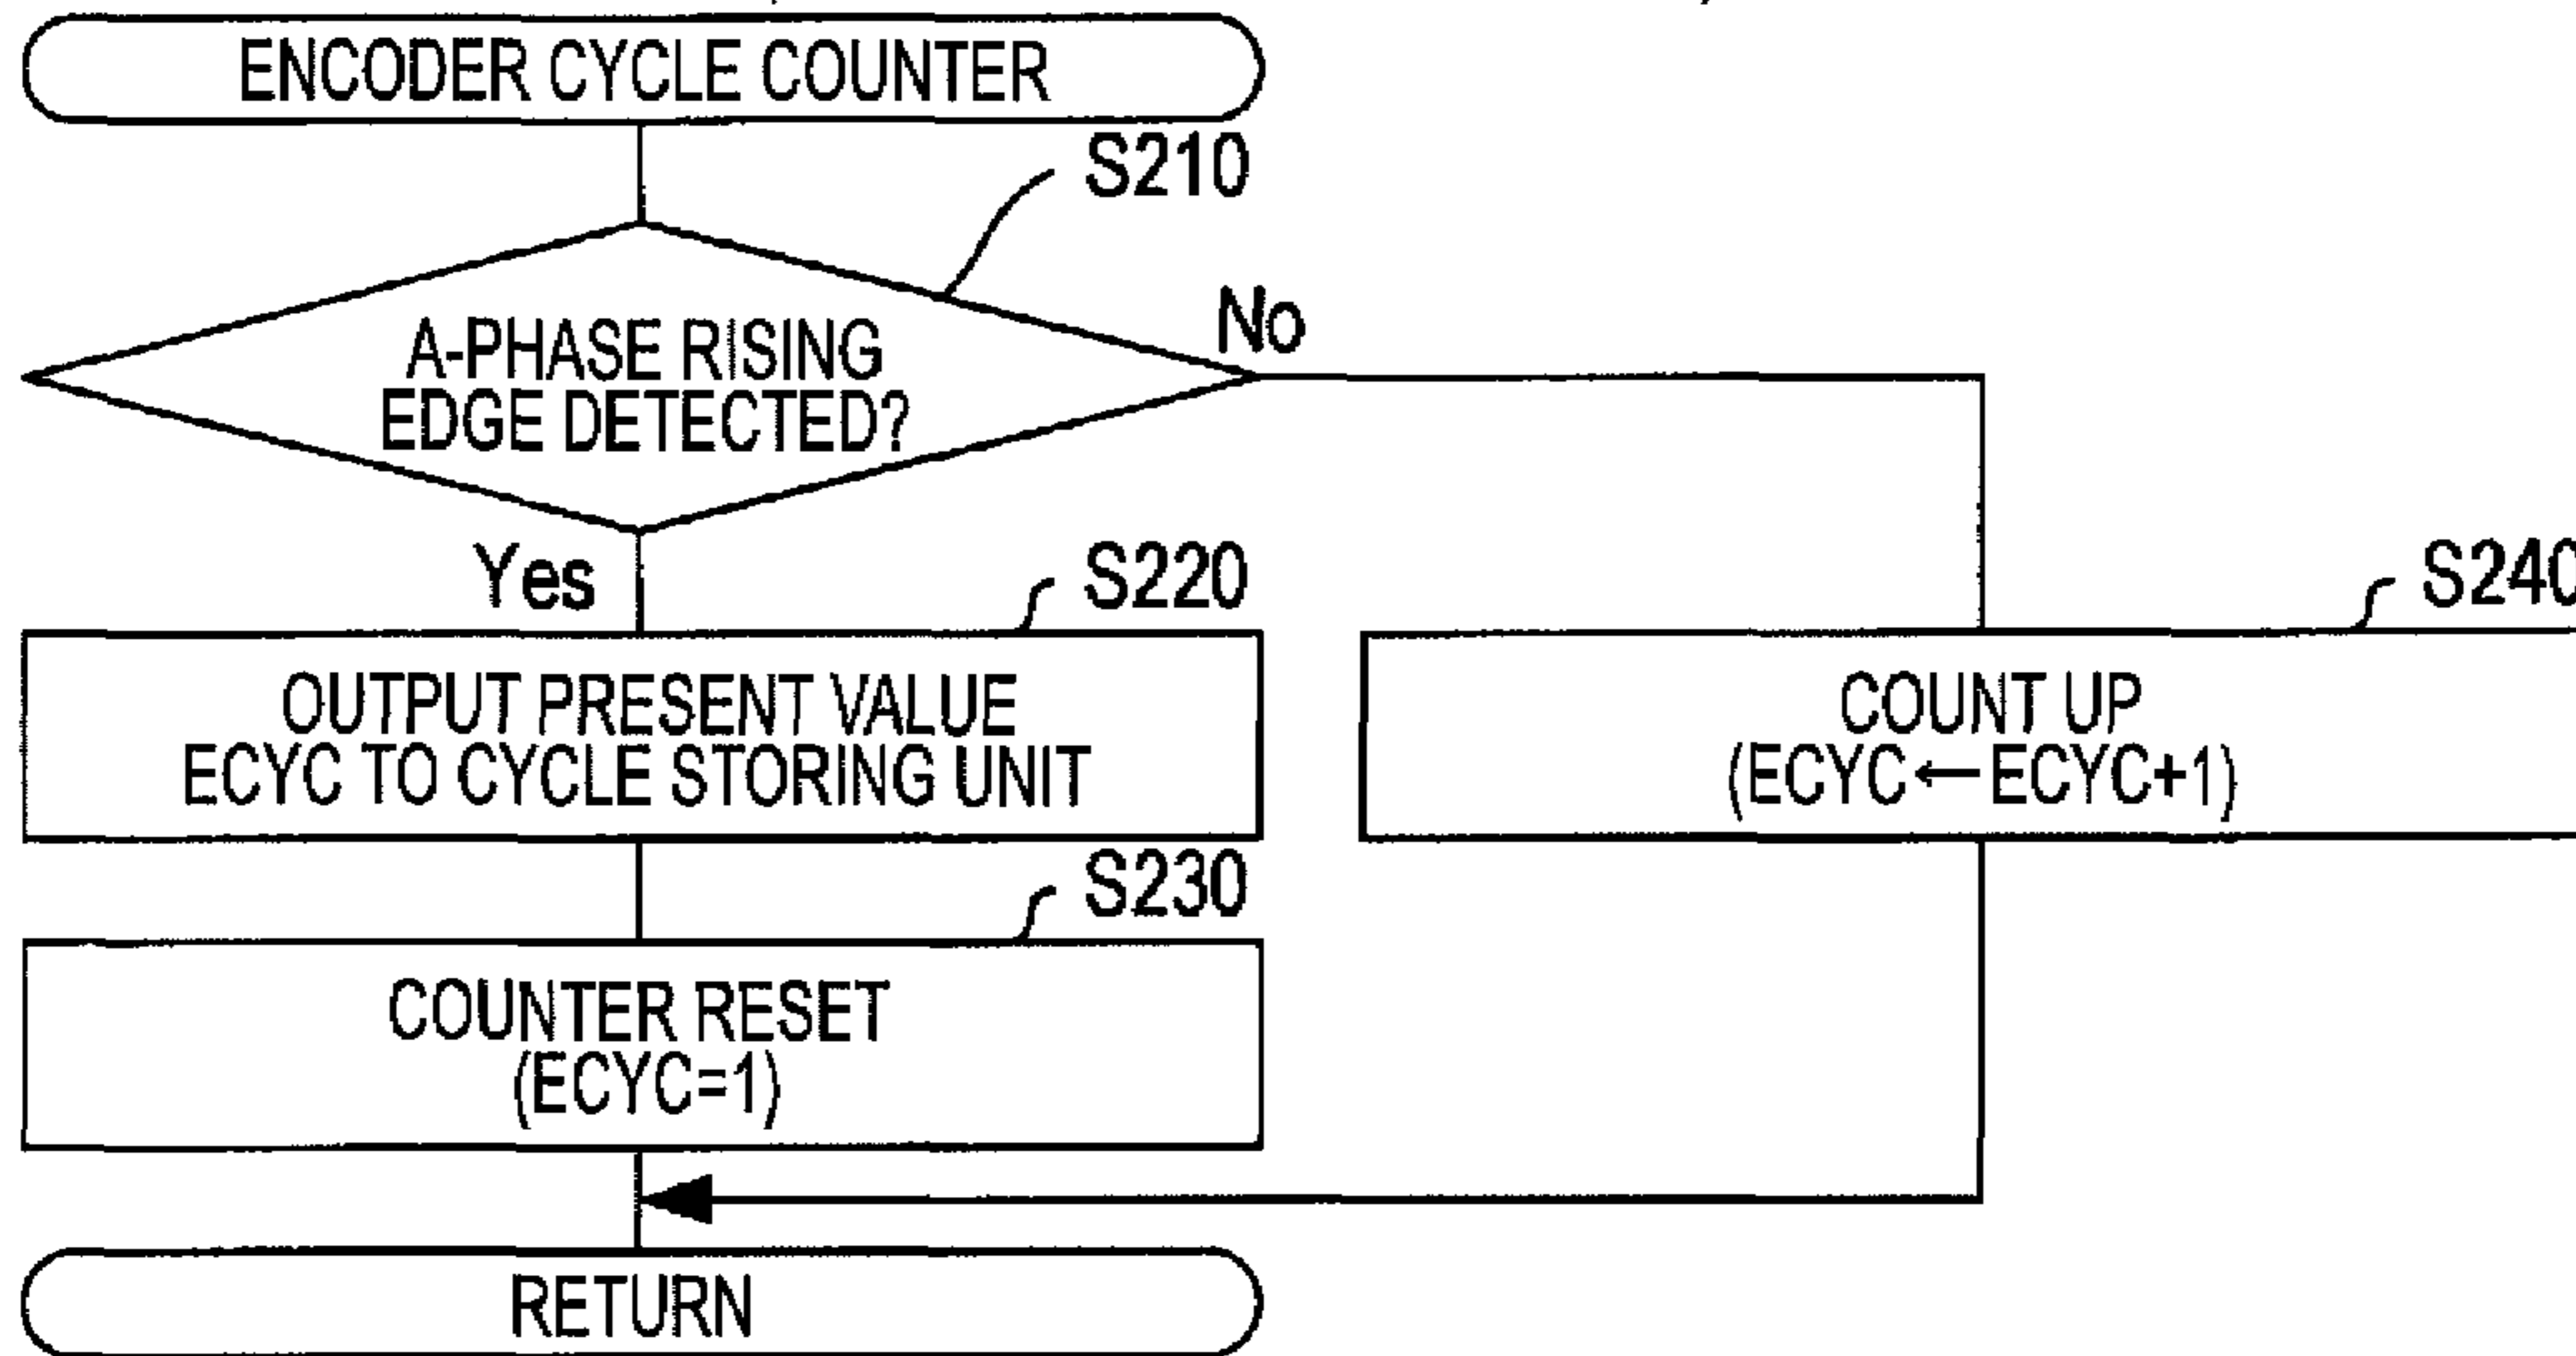 ENCODER CYCLE COUNTER
S210
A-PHASE RISING
EDGE DETECTED?
No
Yes
S220
OUTPUT PRESENT VALUE
ECYC TO CYCLE STORING UNIT
S240
COUNT UP
(ECYC←ECYC+1)
S230
COUNTER RESET
(ECYC=1)
RETURN